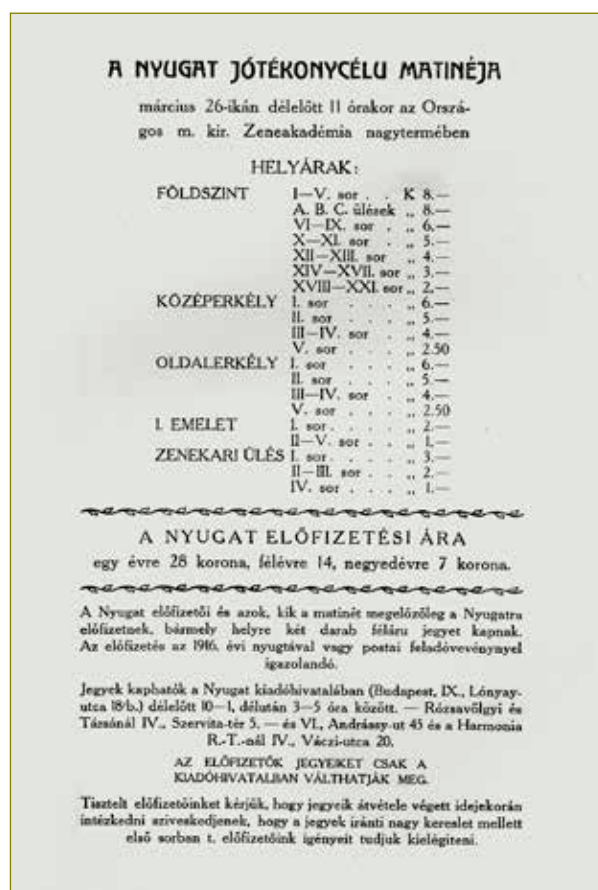 A NYUGAT JÓTÉKONYCÉLU MATINÉJA
március 26-ikán délelőtt 11 órakor az Orszá-
gos m. kir. Zeneakadémia nagytermében
HELYÁRAK:
FÖLDSZINT I—V. sor . . K 8.—
A. B. C. ülések „ 8.—
VI—IX. sor . „ 6.—
X—XI. sor . „ 5.—
XII—XIII. sor „ 4.—
XIV—XVII. sor „ 3.—
XVIII—XXI. sor „ 2.—
KÖZÉPERKÉLY I. sor . . . „ 6.—
II. sor . . . „ 5.—
III—IV. sor . . „ 4.—
V. sor . . . „ 2.50
OLDALERKÉLY I. sor . . . „ 6.—
II. sor . . . „ 5.—
III—IV. sor . . „ 4.—
V. sor . . . „ 2.50
I. EMELET I. sor . . . . „ 2.—
II—V. sor . . „ 1.—
ZENEKARI ÜLÉS I. sor . . . . „ 3.—
II—III. sor . . „ 2.—
IV. sor . . . „ 1.—
A NYUGAT ELŐFIZETÉSI ÁRA
egy évre 28 korona, félévre 14, negyedévre 7 korona.
A Nyugat előfizetői és azok, kik a matinét megelőzőleg a Nyugatra
előfizetnek, bármely helyre két darab féláru jegyet kapnak.
Az előfizetés az 1916. évi nyugtával vagy postai feladóvevénynyel
igazolandó.
Jegyek kaphatók a Nyugat kiadóhivatalában (Budapest, IX., Lónyay-
utca 18/b.) délelőtt 10—1, délután 3—5 óra között. — Rózsavölgyi és
Társánál IV., Szervita-tér 5. — és VI., Andrássy-ut 45 és a Harmonia
R.-T.-nál IV., Váczi-utca 20.
AZ ELŐFIZETŐK JEGYEIKET CSAK A
KIADÓHIVATALBAN VÁLTHATJÁK MEG.
Tisztelt előfizetőinket kérjük, hogy jegyeik átvétele végett idejekorán
intézkedni sziveskedjenek, hogy a jegyek iránti nagy kereslet mellett
első sorban t. előfizetőink igényeit tudjuk kielégiteni.